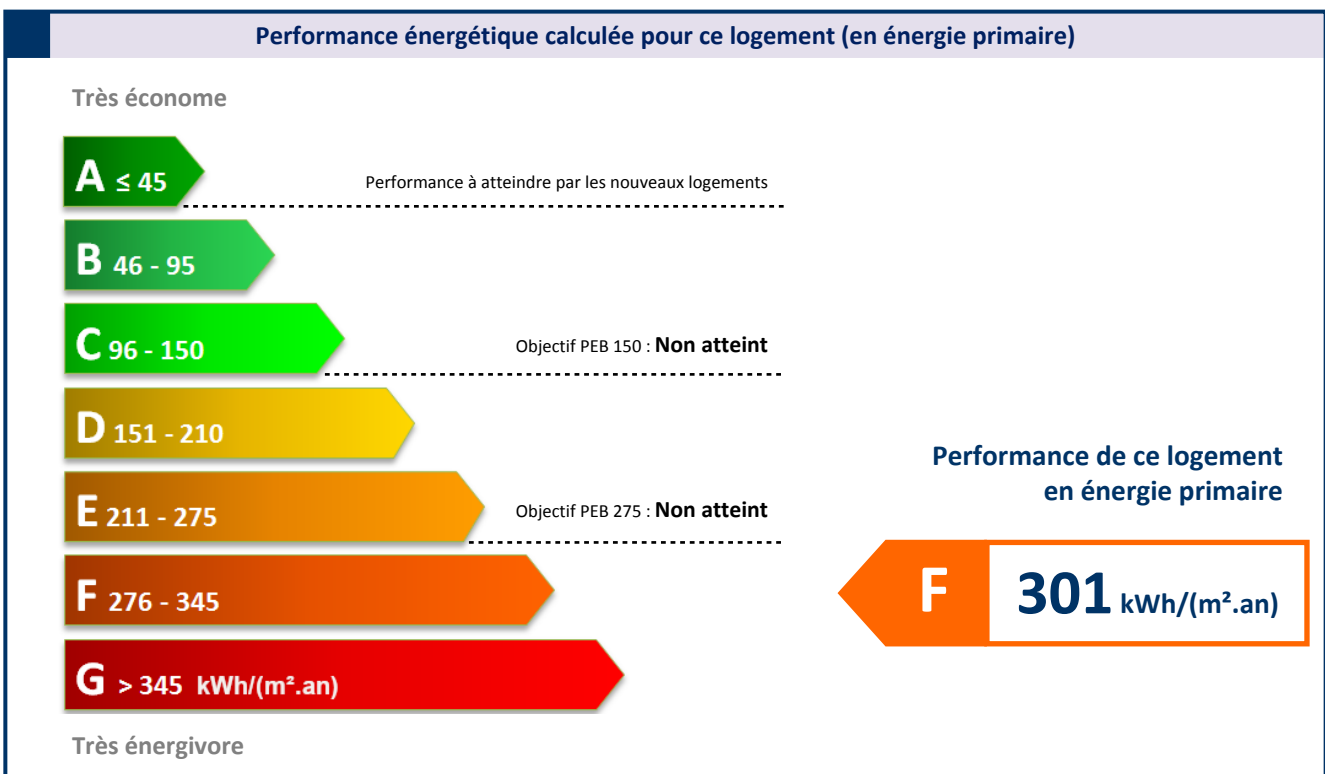 Performance énergétique calculée pour ce logement (en énergie primaire)
Très économe
A ≤ 45
Performance à atteindre par les nouveaux logements
B 46 - 95
C 96 - 150
Objectif PEB 150 : Non atteint
D 151 - 210
E 211 - 275
Objectif PEB 275 : Non atteint
F 276 - 345
G > 345 kWh/(m².an)
Très énergivore
Performance de ce logement
en énergie primaire
F 301 kWh/(m².an)